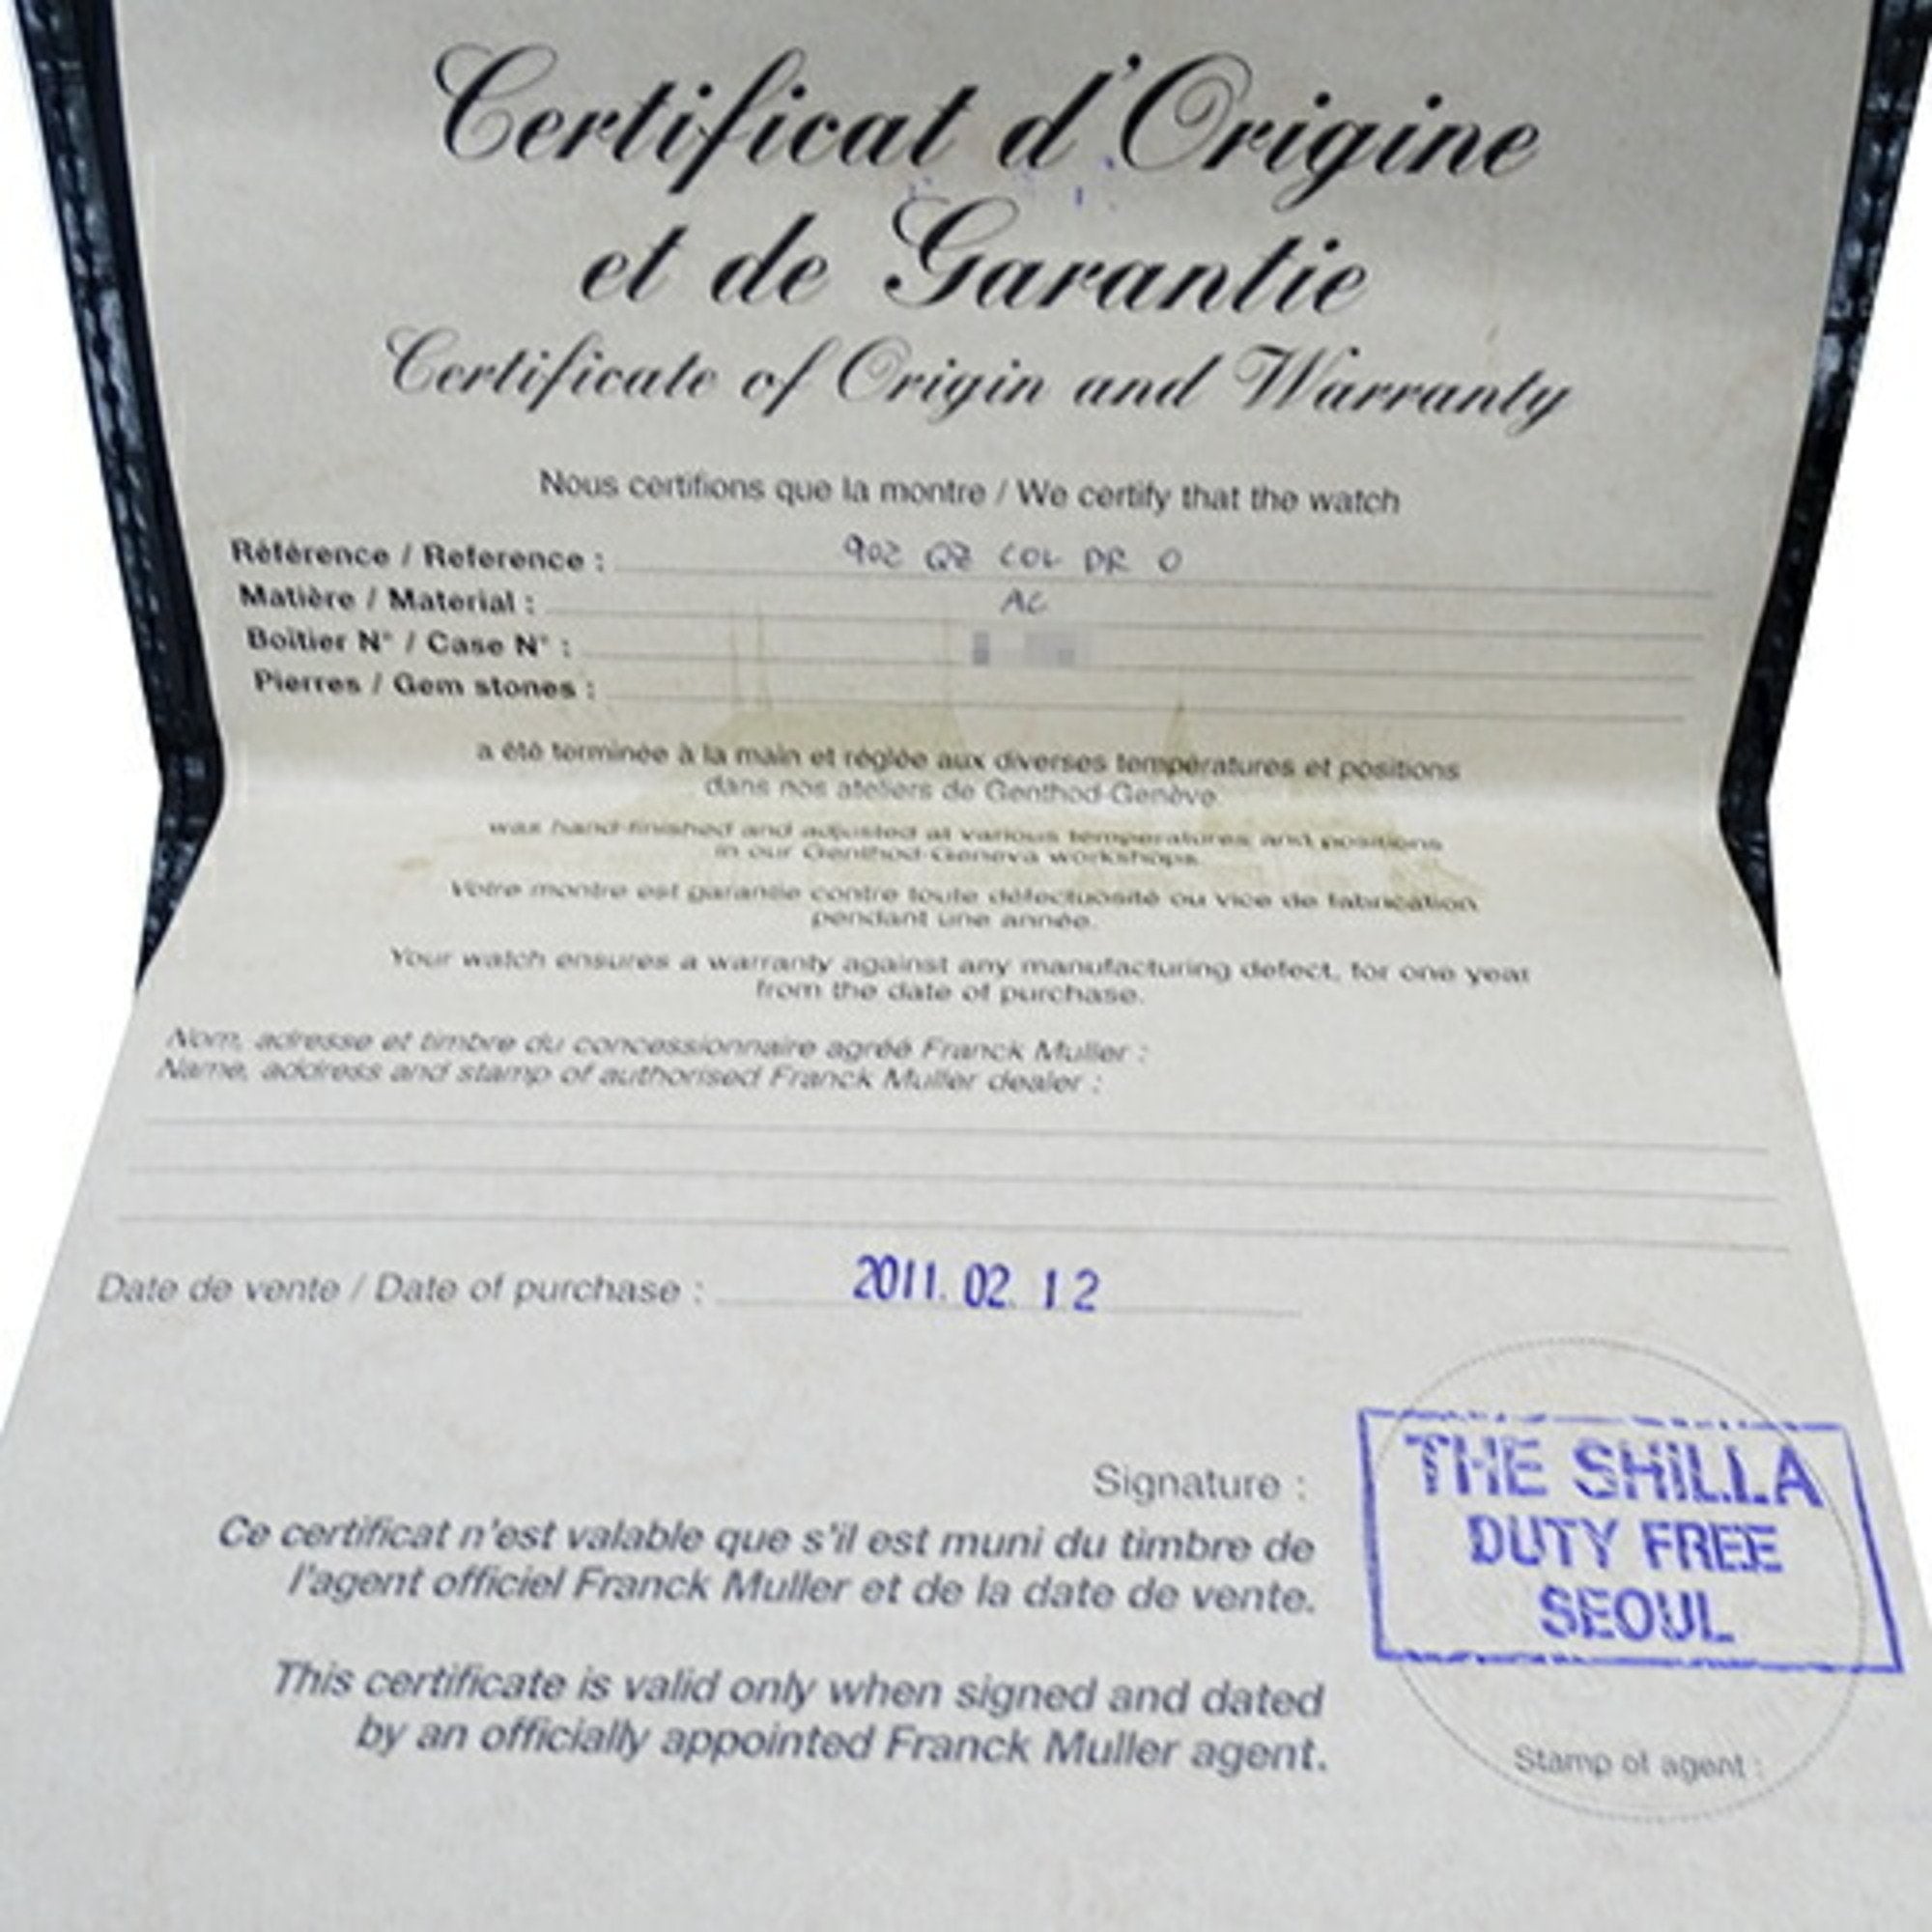 Certificat d'Origine
et de Garantie
Certificate of Origin and Warranty
Nous certifions que la montre / We certify that the watch
Référence / Reference : 902 QZ COL DR O
Matière / Material : AC
Boîtier N° / Case N° :
Pierres / Gem stones :
a été terminée à la main et réglée aux diverses températures et positions
dans nos ateliers de Genthod-Genève
was hand-finished and adjusted at various temperatures and positions
in our Genthod-Geneva workshops.
Votre montre est garantie contre toute défectuosité ou vice de fabrication
pendant une année.
Your watch ensures a warranty against any manufacturing defect, for one year
from the date of purchase.
Nom, adresse et timbre du concessionnaire agréé Franck Muller :
Name, address and stamp of authorised Franck Muller dealer :
Date de vente / Date of purchase : 2011. 02. 12
Signature :
Ce certificat n'est valable que s'il est muni du timbre de
l'agent officiel Franck Muller et de la date de vente.
This certificate is valid only when signed and dated
by an officially appointed Franck Muller agent.
THE SHILLA
DUTY FREE
SEOUL
Stamp of agent :